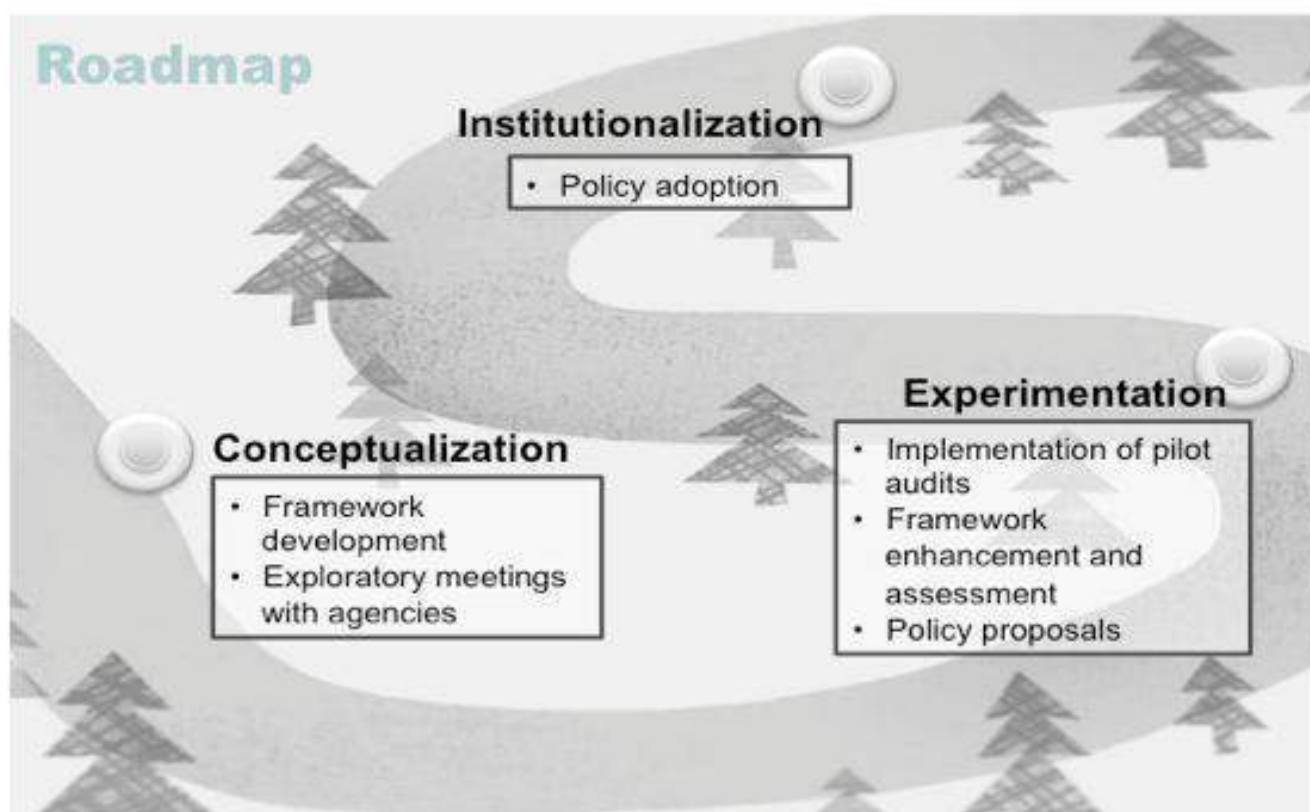 Roadmap
Institutionalization
• Policy adoption
Conceptualization
• Framework
development
• Exploratory meetings
with agencies
Experimentation
• Implementation of pilot
audits
• Framework
enhancement and
assessment
• Policy proposals